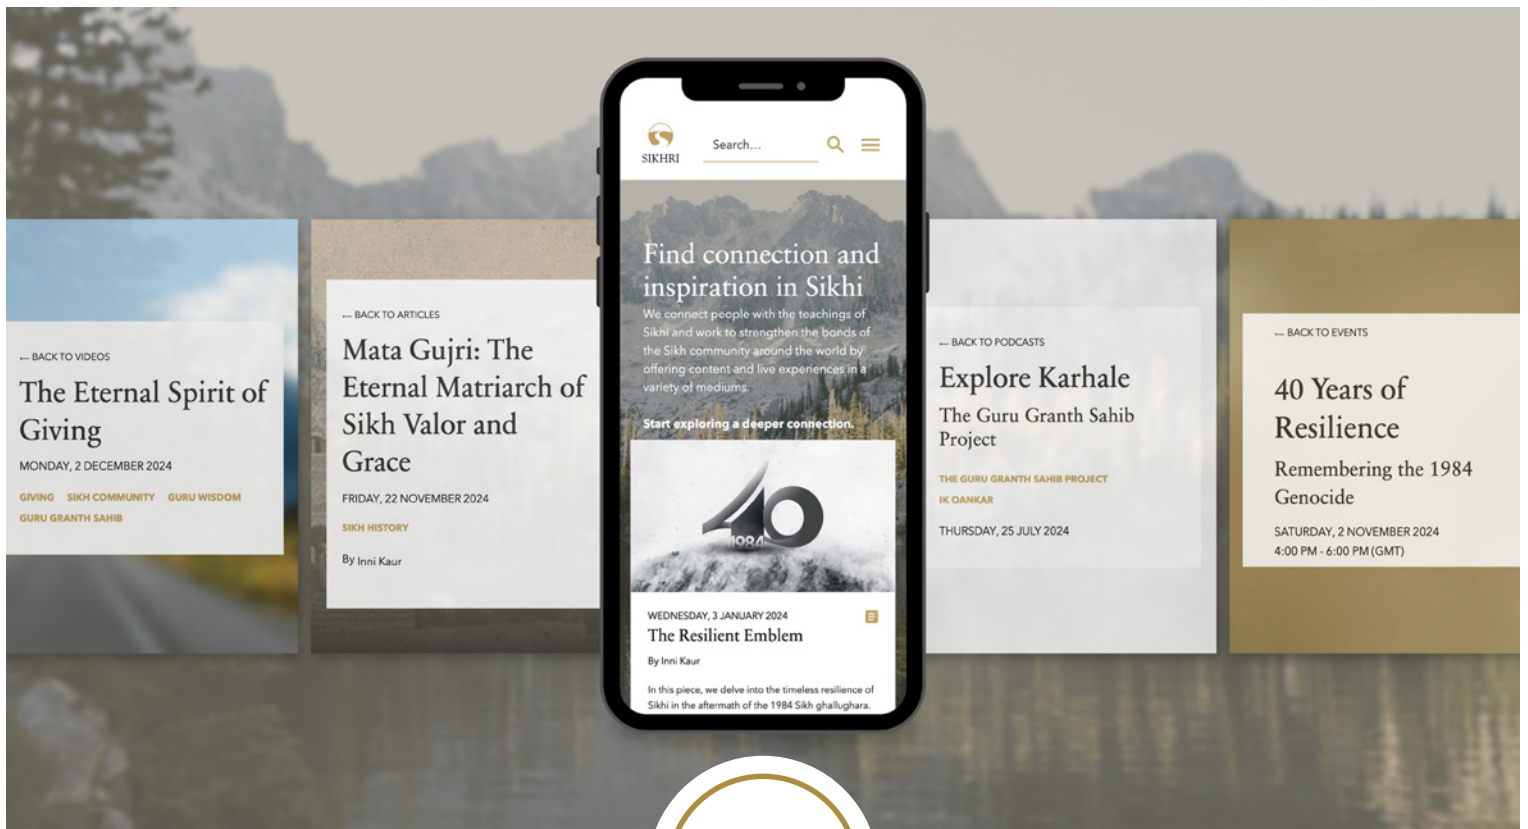 ← BACK TO VIDEOS
The Eternal Spirit of
Giving
MONDAY, 2 DECEMBER 2024
GIVING SIKH COMMUNITY GURU WISDOM
GURU GRANTH SAHIB
← BACK TO ARTICLES
Mata Gujri: The
Eternal Matriarch of
Sikh Valor and
Grace
FRIDAY, 22 NOVEMBER 2024
SIKH HISTORY
By Inni Kaur
SIKHRI
Search...
Find connection and
inspiration in Sikhi
We connect people with the teachings of
Sikhi and work to strengthen the bonds of
the Sikh community around the world by
offering content and live experiences in a
variety of mediums.
Start exploring a deeper connection.
40
1984
WEDNESDAY, 3 JANUARY 2024
The Resilient Emblem
By Inni Kaur
In this piece, we delve into the timeless resilience of
Sikhi in the aftermath of the 1984 Sikh ghallughara.
← BACK TO PODCASTS
Explore Karhale
The Guru Granth Sahib
Project
THE GURU GRANTH SAHIB PROJECT
IK OANKAR
THURSDAY, 25 JULY 2024
← BACK TO EVENTS
40 Years of
Resilience
Remembering the 1984
Genocide
SATURDAY, 2 NOVEMBER 2024
4:00 PM - 6:00 PM (GMT)